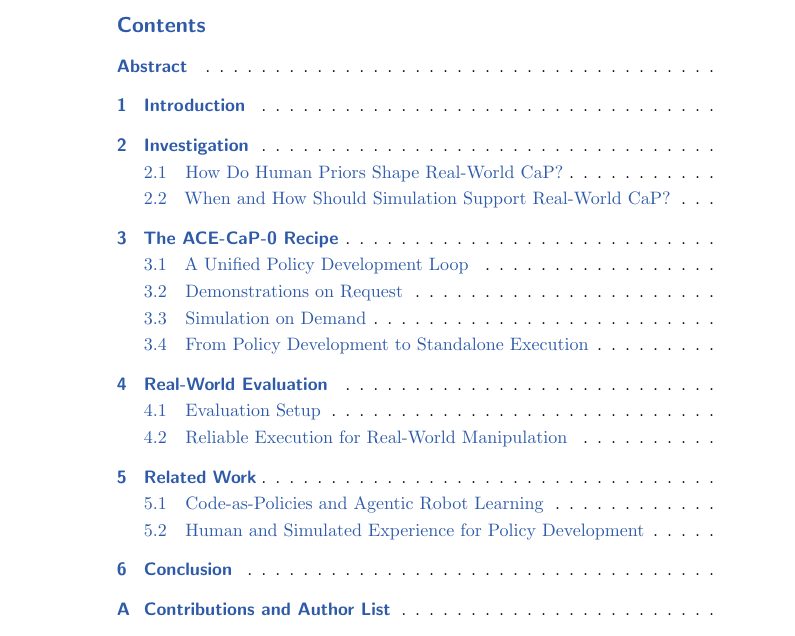 Contents
Abstract . . . . . . . . . . . . . . . . . . . . . . . . . . . . . . . . . . . . .
1 Introduction . . . . . . . . . . . . . . . . . . . . . . . . . . . . . . . . .
2 Investigation . . . . . . . . . . . . . . . . . . . . . . . . . . . . . . . . .
2.1 How Do Human Priors Shape Real-World CaP? . . . . . . . . . . .
2.2 When and How Should Simulation Support Real-World CaP? . . .
3 The ACE-CaP-0 Recipe . . . . . . . . . . . . . . . . . . . . . . . . . . .
3.1 A Unified Policy Development Loop . . . . . . . . . . . . . . . . .
3.2 Demonstrations on Request . . . . . . . . . . . . . . . . . . . . . .
3.3 Simulation on Demand . . . . . . . . . . . . . . . . . . . . . . . . .
3.4 From Policy Development to Standalone Execution . . . . . . . . .
4 Real-World Evaluation . . . . . . . . . . . . . . . . . . . . . . . . . . .
4.1 Evaluation Setup . . . . . . . . . . . . . . . . . . . . . . . . . . . .
4.2 Reliable Execution for Real-World Manipulation . . . . . . . . . .
5 Related Work . . . . . . . . . . . . . . . . . . . . . . . . . . . . . . . . .
5.1 Code-as-Policies and Agentic Robot Learning . . . . . . . . . . . .
5.2 Human and Simulated Experience for Policy Development . . . . .
6 Conclusion . . . . . . . . . . . . . . . . . . . . . . . . . . . . . . . . . .
A Contributions and Author List . . . . . . . . . . . . . . . . . . . . . . .